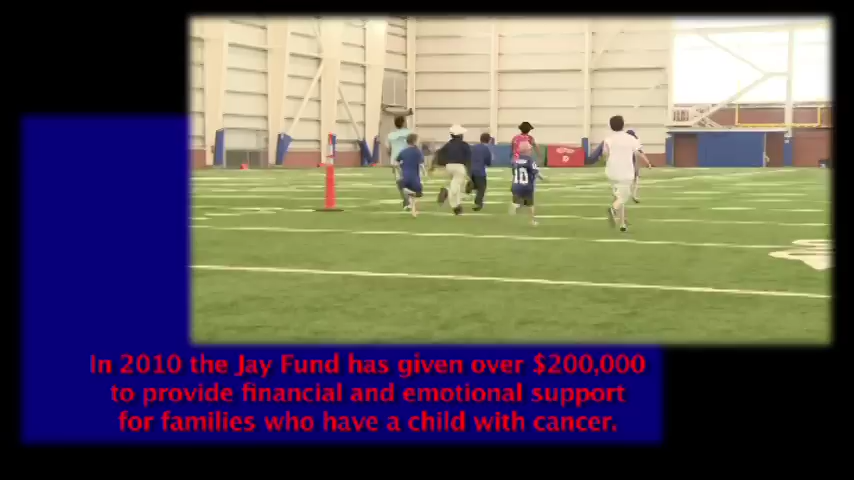 10
In 2010 the Jay Fund has given over $200,000
to provide financial and emotional support
for families who have a child with cancer.